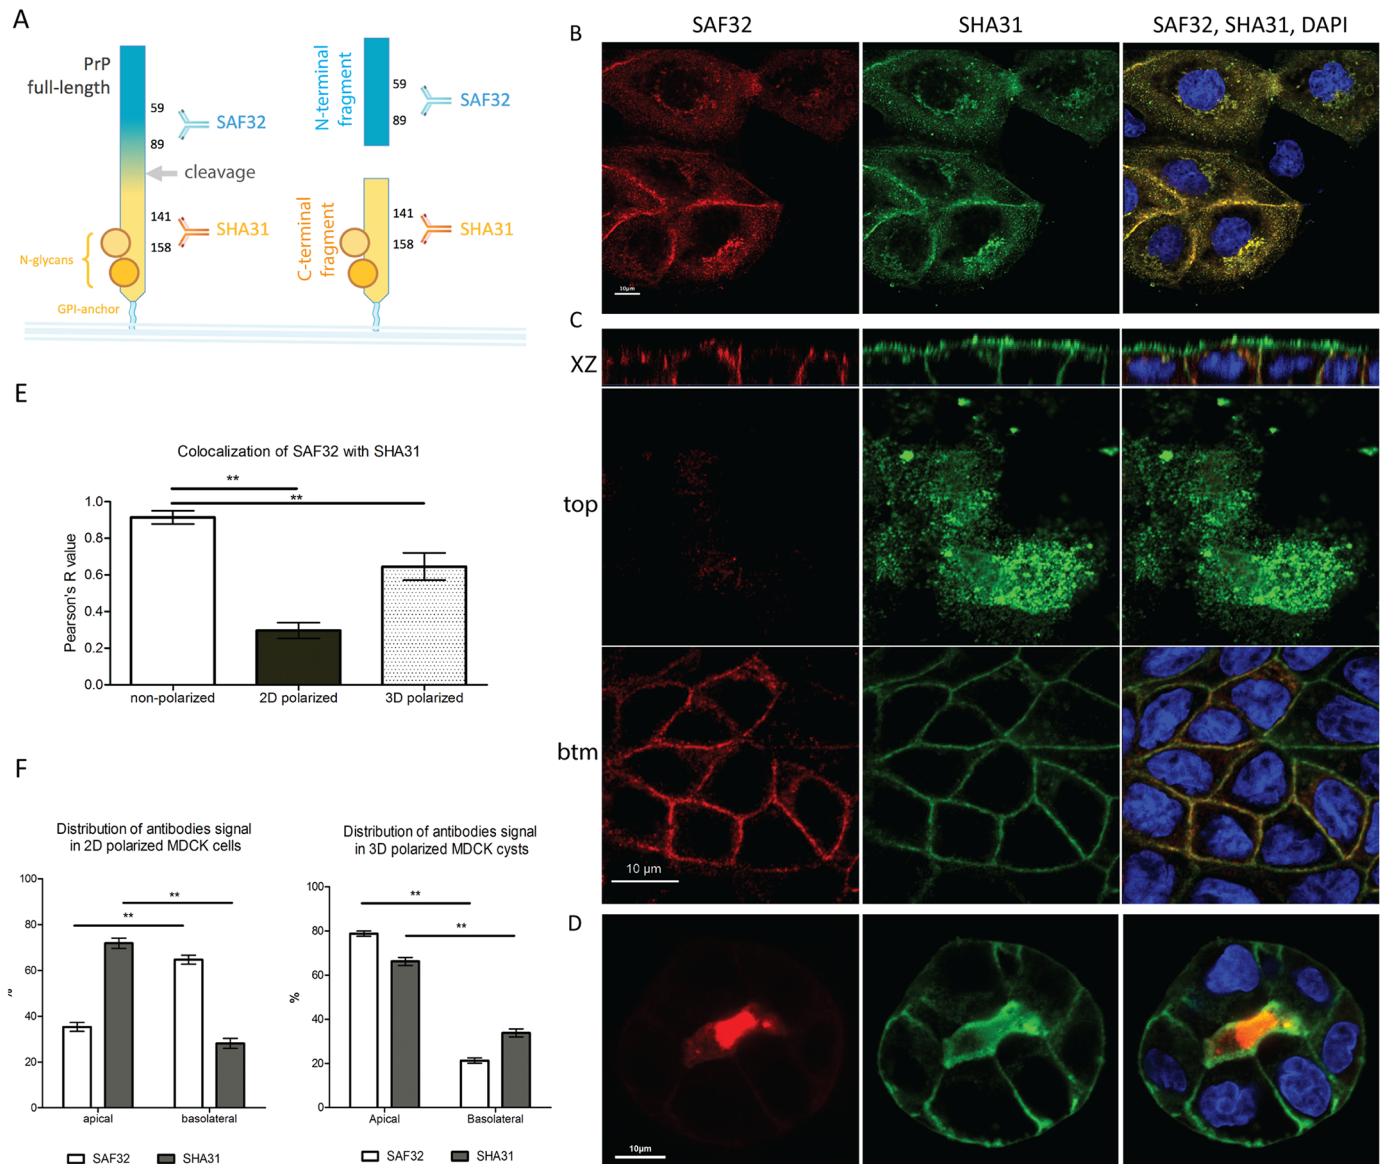 A
PrP
full-length
59
89
SAF32
cleavage
141
158
SHA31
N-glycans
GPI-anchor
N-terminal
fragment
59
89
SAF32
C-terminal
fragment
141
158
SHA31
B
SAF32
SHA31
SAF32, SHA31, DAPI
10µm
C
XZ
top
btm
10 µm
D
10µm
E
Colocalization of SAF32 with SHA31
**
**
Pearson's R value
1.0
0.8
0.6
0.4
0.2
0.0
non-polarized
2D polarized
3D polarized
F
Distribution of antibodies signal
in 2D polarized MDCK cells
%
100
80
60
40
20
0
**
**
apical
basolateral
SAF32
SHA31
Distribution of antibodies signal
in 3D polarized MDCK cysts
%
100
80
60
40
20
0
**
**
Apical
Basolateral
SAF32
SHA31